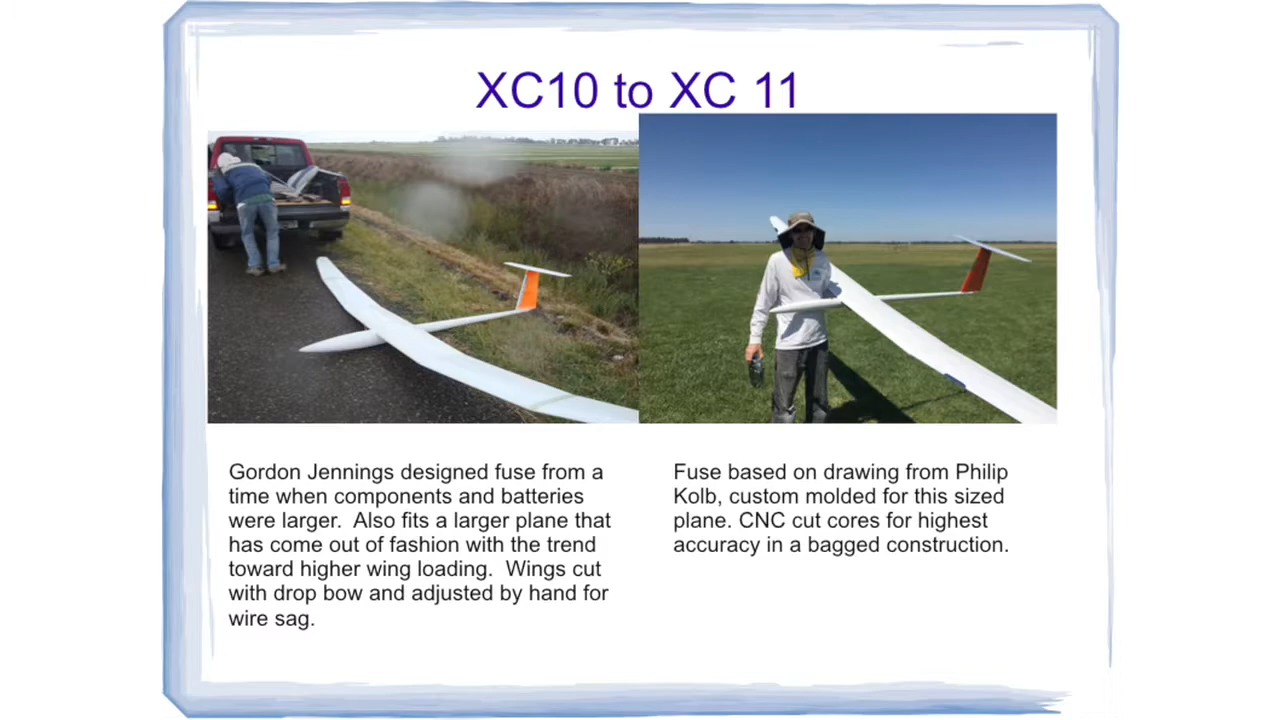 XC10 to XC 11
Gordon Jennings designed fuse from a
time when components and batteries
were larger.  Also fits a larger plane that
has come out of fashion with the trend
toward higher wing loading.  Wings cut
with drop bow and adjusted by hand for
wire sag.
Fuse based on drawing from Philip
Kolb, custom molded for this sized
plane. CNC cut cores for highest
accuracy in a bagged construction.